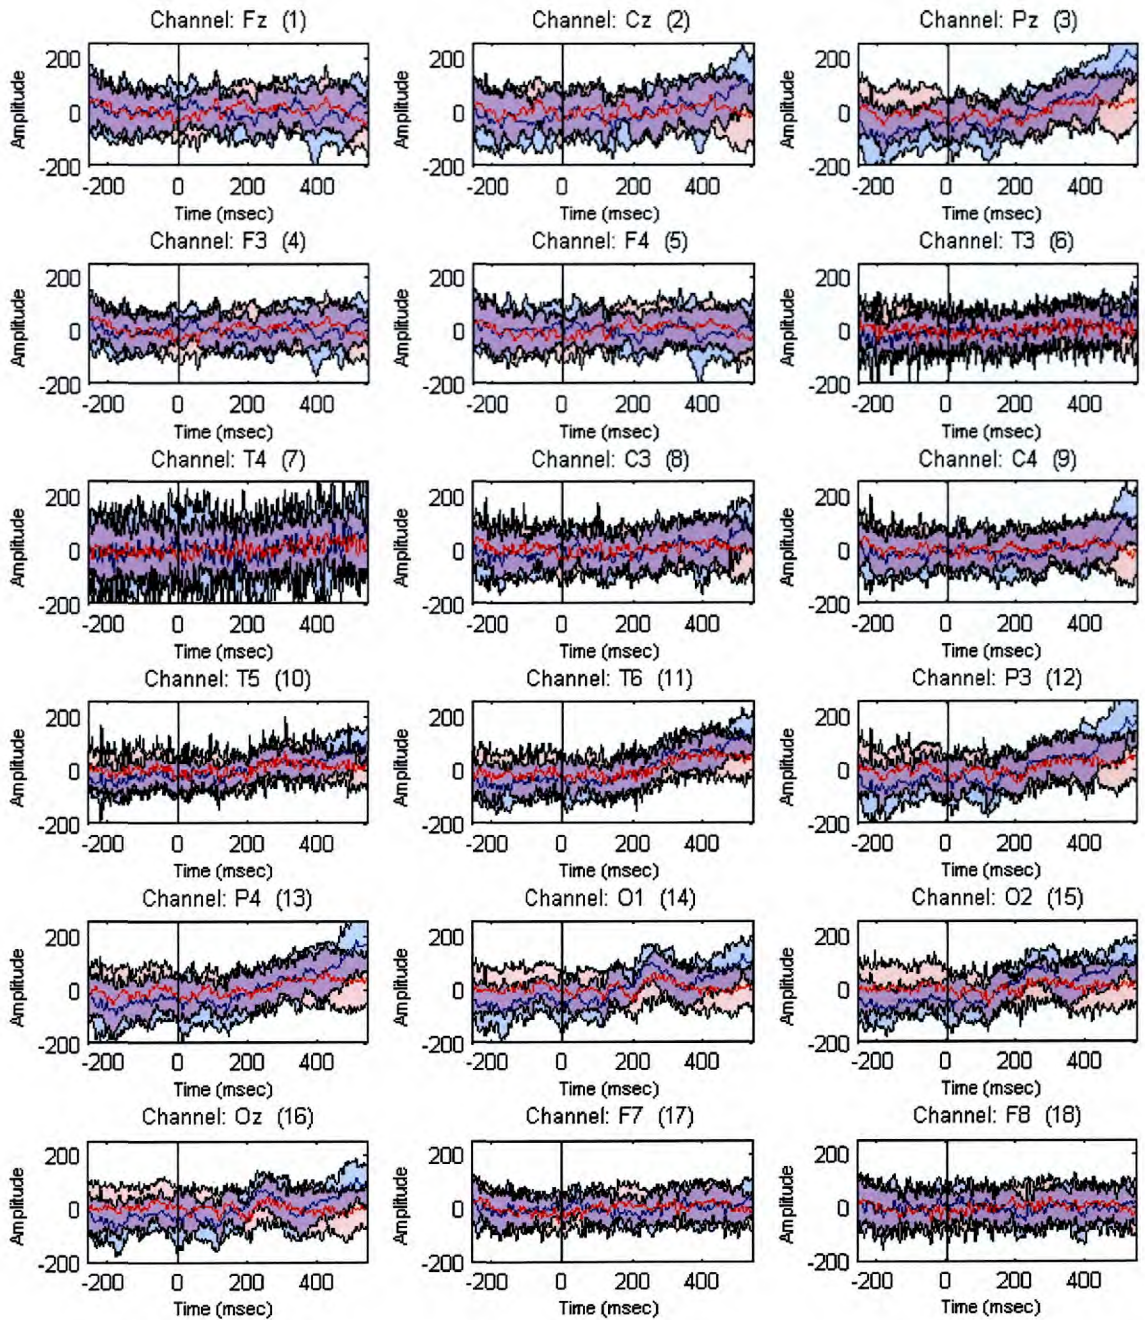 Channel: Fz (1) Channel: Cz (2) Channel: Pz (3)
200 200 200
Amplitude Amplitude Amplitude
0 0 0
-200 -200 -200
-200 0 200 400 -200 0 200 400 -200 0 200 400
Time (msec) Time (msec) Time (msec)
Channel: F3 (4) Channel: F4 (5) Channel: T3 (6)
200 200 200
Amplitude Amplitude Amplitude
0 0 0
-200 -200 -200
-200 0 200 400 -200 0 200 400 -200 0 200 400
Time (msec) Time (msec) Time (msec)
Channel: T4 (7) Channel: C3 (8) Channel: C4 (9)
200 200 200
Amplitude Amplitude Amplitude
0 0 0
-200 -200 -200
-200 0 200 400 -200 0 200 400 -200 0 200 400
Time (msec) Time (msec) Time (msec)
Channel: T5 (10) Channel: T6 (11) Channel: P3 (12)
200 200 200
Amplitude Amplitude Amplitude
0 0 0
-200 -200 -200
-200 0 200 400 -200 0 200 400 -200 0 200 400
Time (msec) Time (msec) Time (msec)
Channel: P4 (13) Channel: O1 (14) Channel: O2 (15)
200 200 200
Amplitude Amplitude Amplitude
0 0 0
-200 -200 -200
-200 0 200 400 -200 0 200 400 -200 0 200 400
Time (msec) Time (msec) Time (msec)
Channel: Oz (16) Channel: F7 (17) Channel: F8 (18)
200 200 200
Amplitude Amplitude Amplitude
0 0 0
-200 -200 -200
-200 0 200 400 -200 0 200 400 -200 0 200 400
Time (msec) Time (msec) Time (msec)